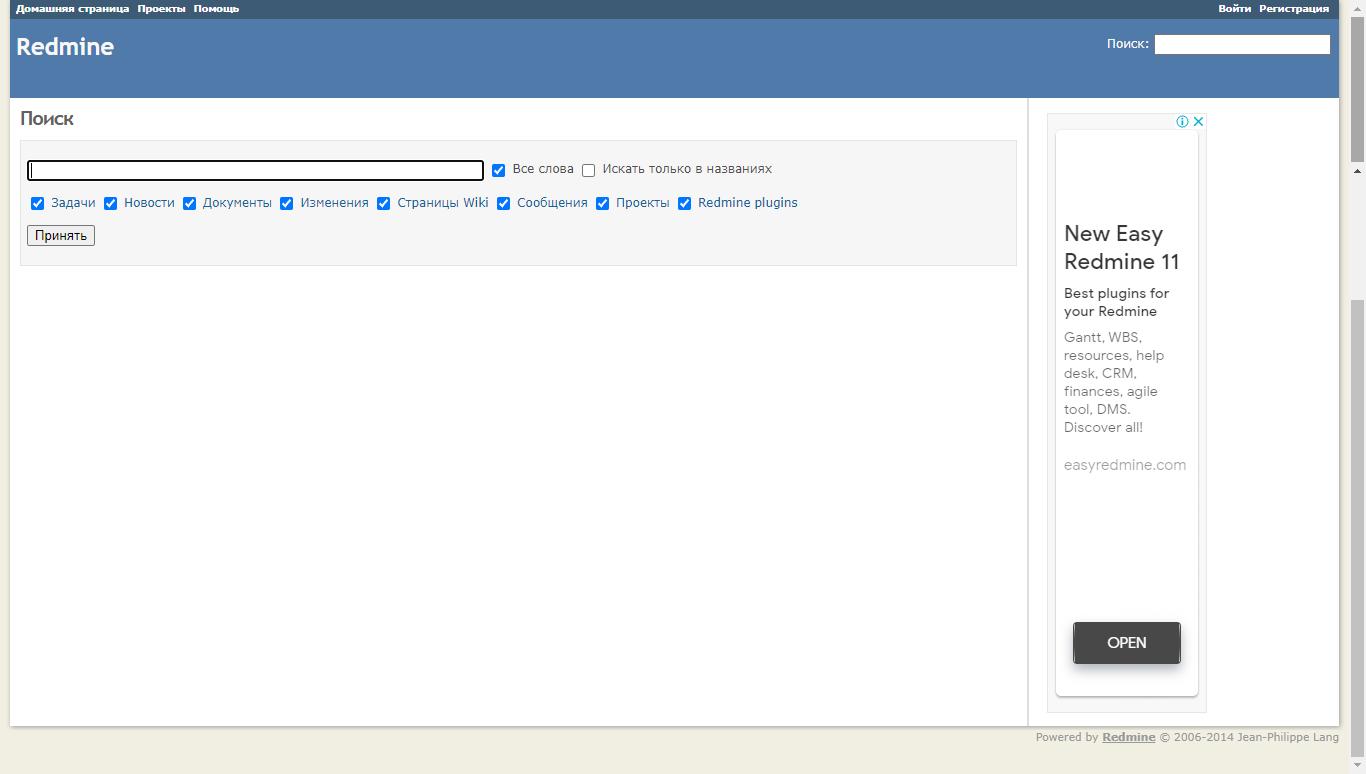 Домашняя страница Проекты Помощь Войти Регистрация
Redmine Поиск:
Поиск
Все слова Искать только в названиях
Задачи Новости Документы Изменения Страницы Wiki Сообщения Проекты Redmine plugins
Принять
New Easy
Redmine 11
Best plugins for
your Redmine
Gantt, WBS,
resources, help
desk, CRM,
finances, agile
tool, DMS.
Discover all!
easyredmine.com
OPEN
Powered by Redmine © 2006-2014 Jean-Philippe Lang